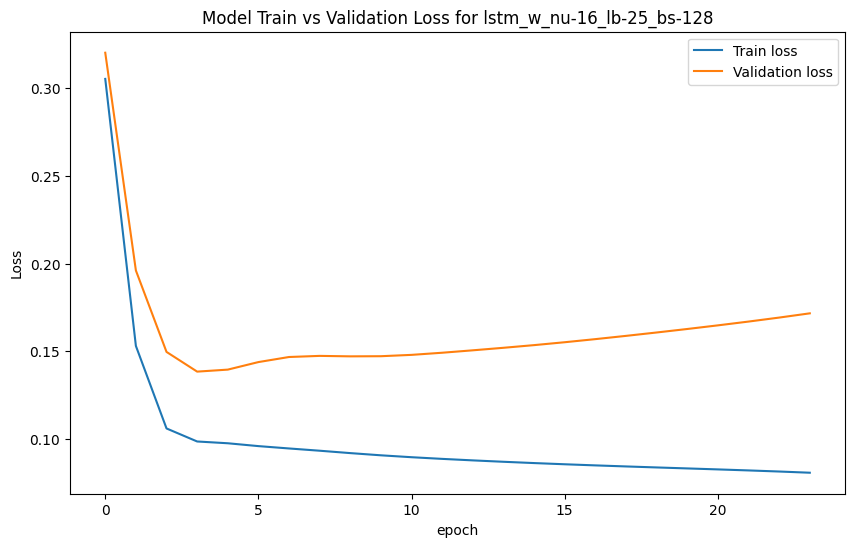 Model Train vs Validation Loss for lstm_w_nu-16_lb-25_bs-128
Train loss
Validation loss
0.30
0.25
0.20
0.15
0.10
Loss
0
5
10
15
20
epoch